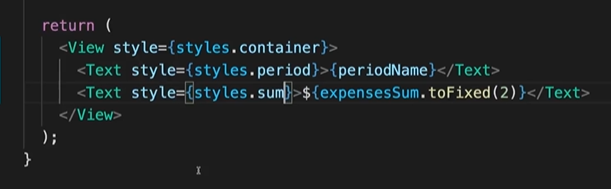 return (
<View style={styles.container}>
<Text style={styles.period}>{periodName}</Text>
<Text style={styles.sum}>${expensesSum.toFixed(2)}</Text>
</View>
);
}